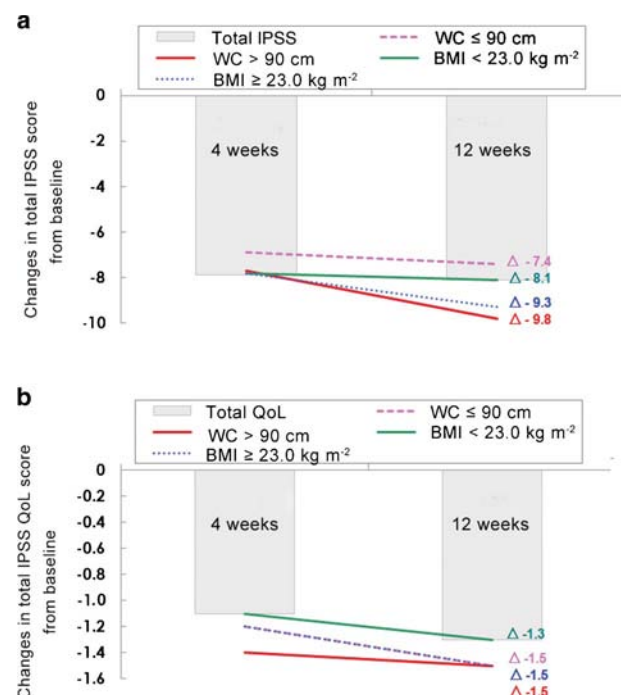 a
Total IPSS
WC ≤ 90 cm
WC > 90 cm
BMI < 23.0 kg m-2
BMI ≥ 23.0 kg m-2
Changes in total IPSS score
from baseline
0
-2
-4
-6
-8
-10
4 weeks
12 weeks
Δ - 7.4
Δ - 8.1
Δ - 9.3
Δ - 9.8
b
Total QoL
WC ≤ 90 cm
WC > 90 cm
BMI < 23.0 kg m-2
BMI ≥ 23.0 kg m-2
Changes in total IPSS QoL score
from baseline
0
-0.2
-0.4
-0.6
-0.8
-1.0
-1.2
-1.4
-1.6
4 weeks
12 weeks
Δ -1.3
Δ -1.5
Δ -1.5
Δ -1.5